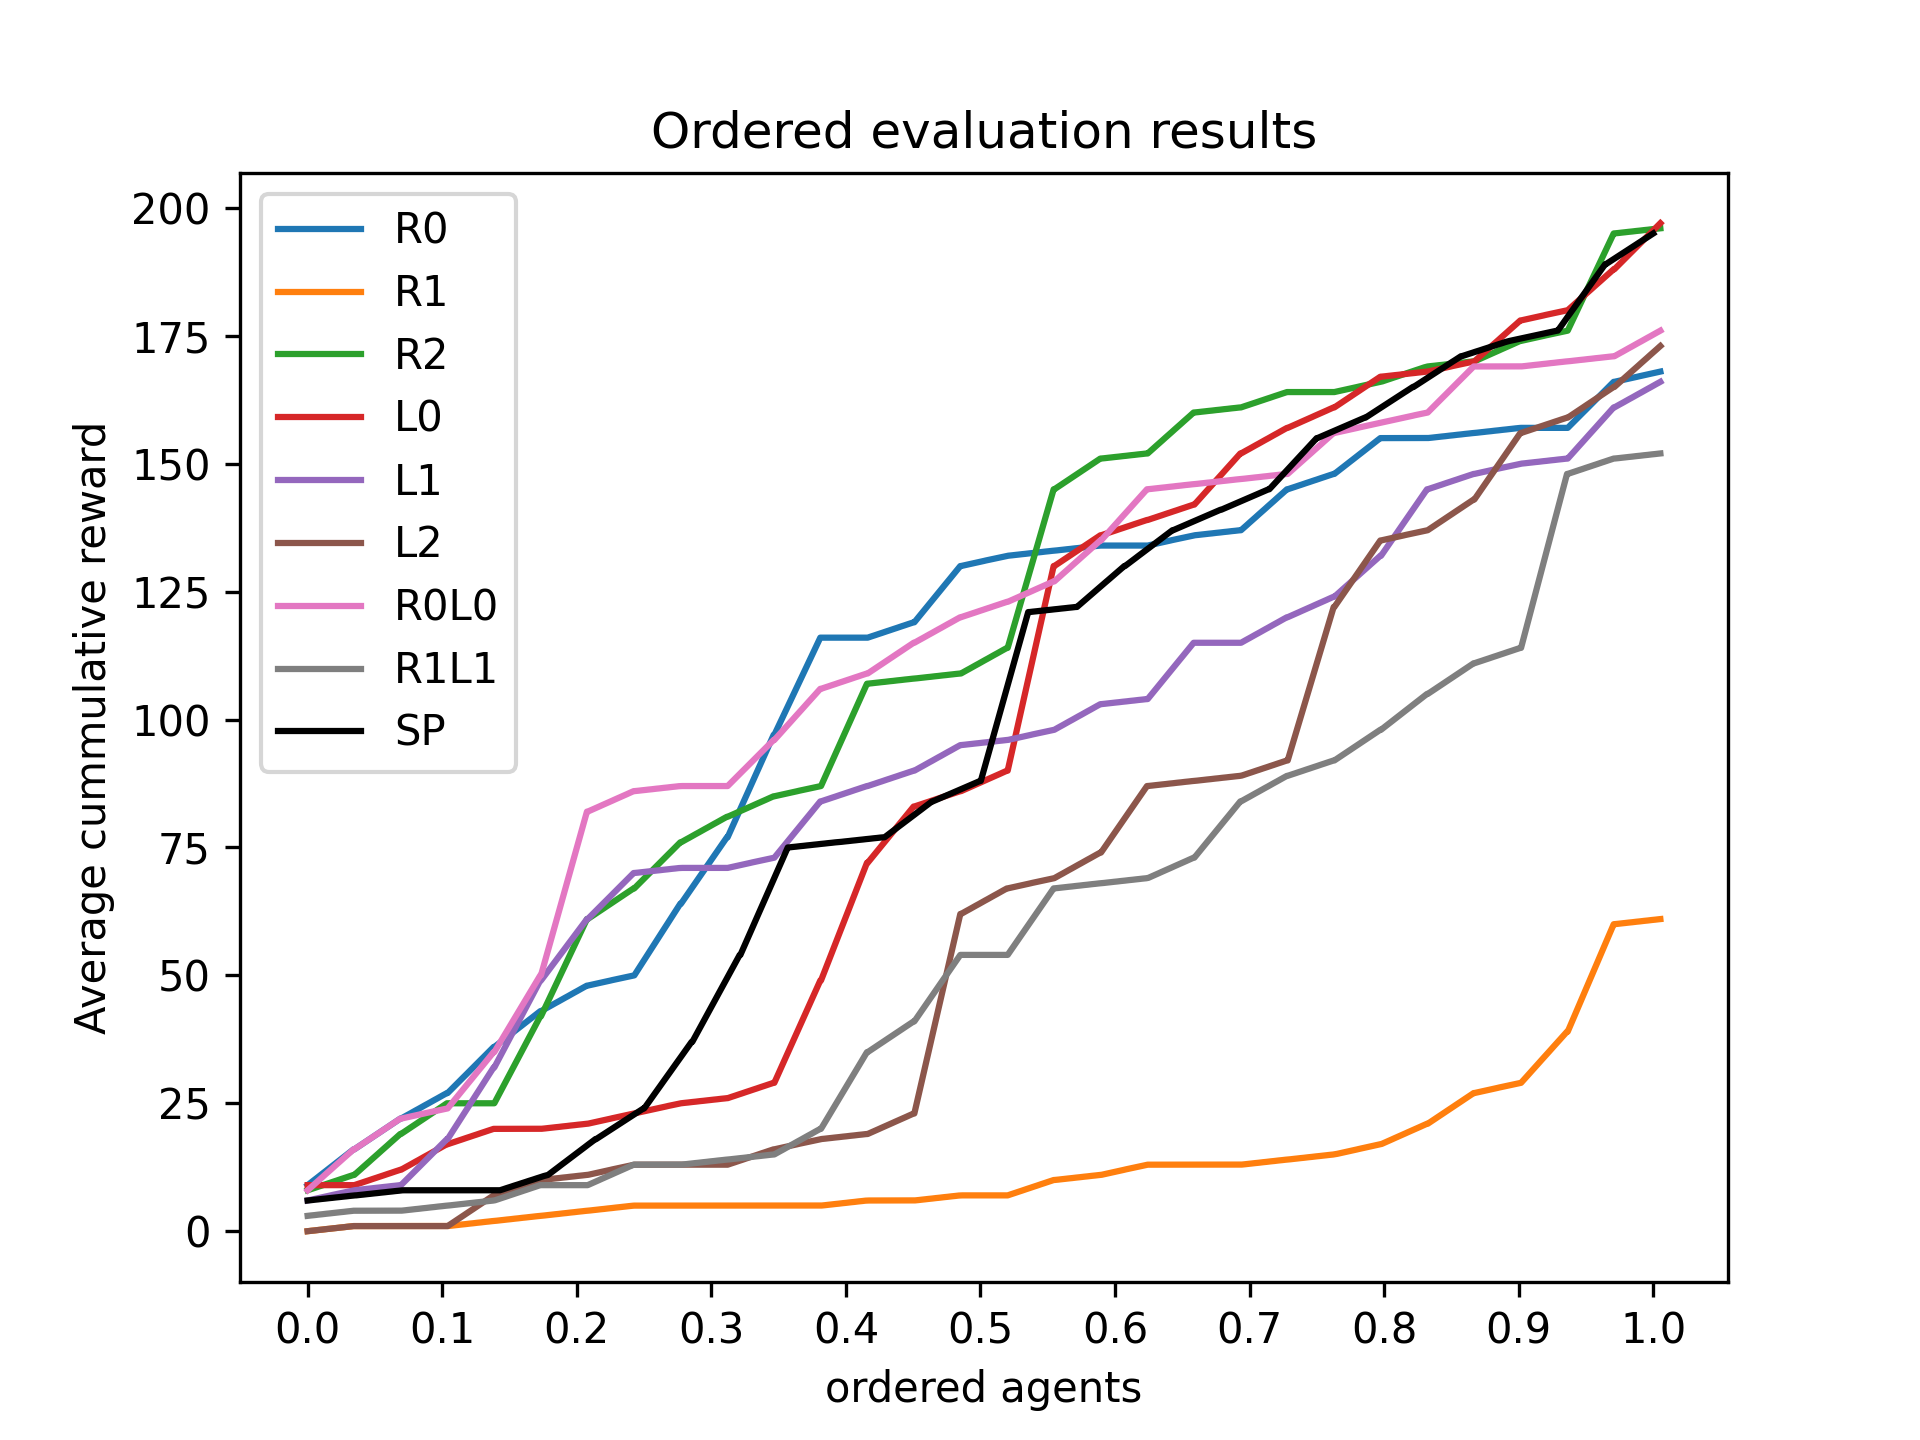 Ordered evaluation results
200
175
150
125
100
75
50
25
0
Average cummulative reward
R0
R1
R2
L0
L1
L2
R0L0
R1L1
SP
0.0 0.1 0.2 0.3 0.4 0.5 0.6 0.7 0.8 0.9 1.0
ordered agents